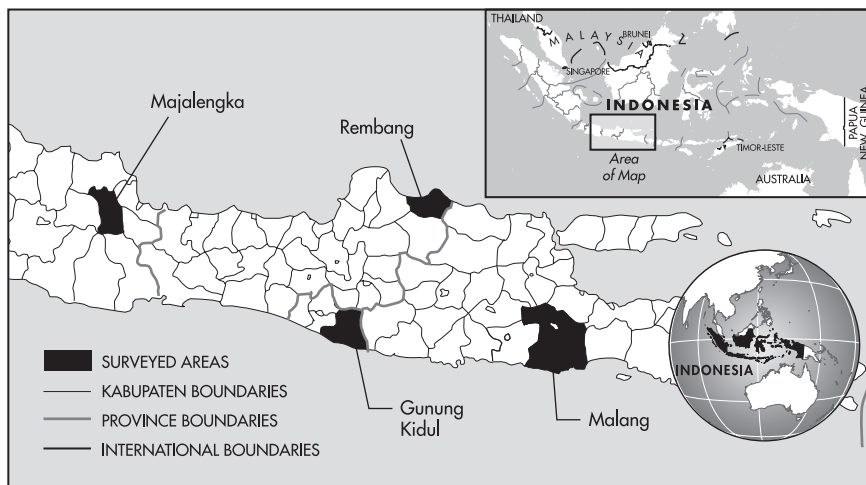 THAILAND
MALAYSIA
BRUNEI
SINGAPORE
INDONESIA
Area
of Map
TIMOR-LESTE
PAPUA
NEW GUINEA
AUSTRALIA
Majalengka
Rembang
Gunung
Kidul
Malang
INDONESIA
SURVEYED AREAS
KABUPATEN BOUNDARIES
PROVINCE BOUNDARIES
INTERNATIONAL BOUNDARIES